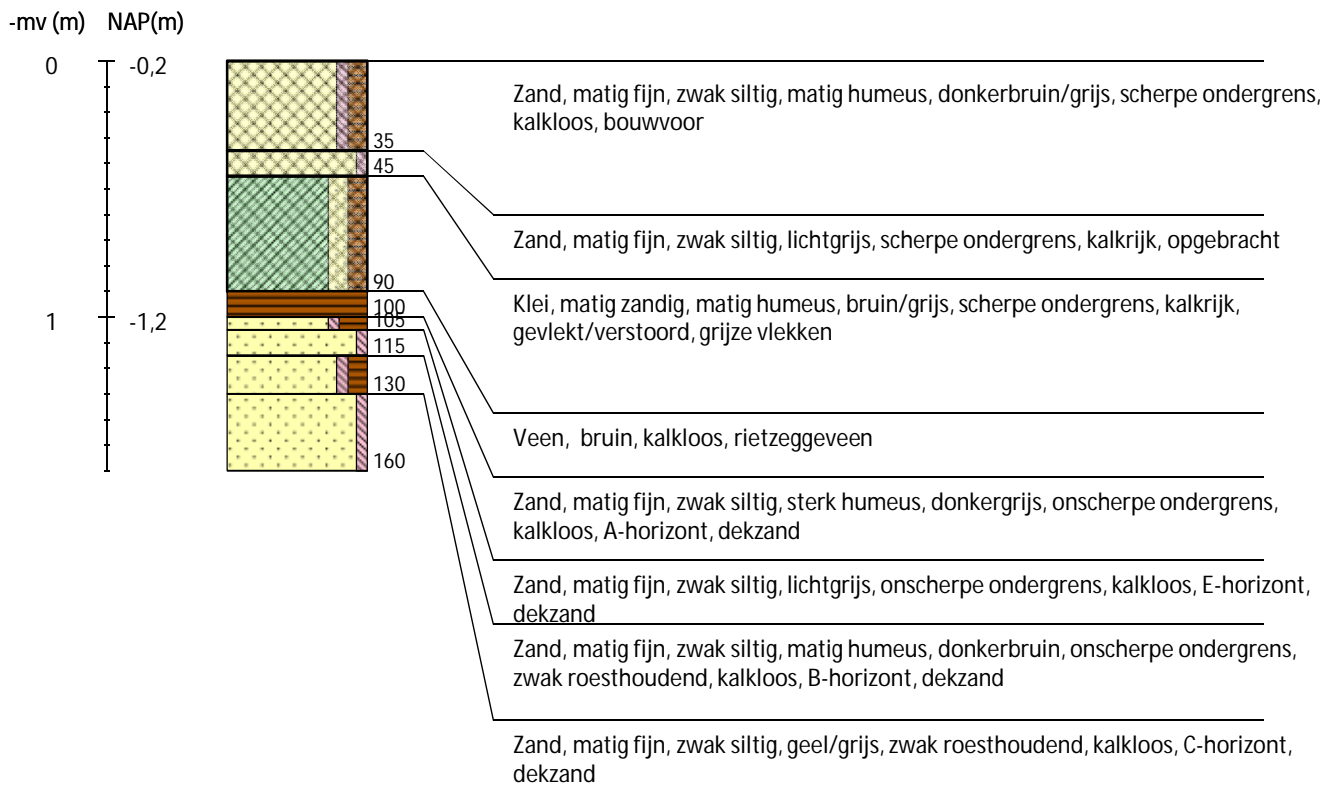 -mv (m) NAP(m)
0 -0,2
35
45
90
100
1 -1,2
105
115
130
160
Zand, matig fijn, zwak siltig, matig humeus, donkerbruin/grijs, scherpe ondergrens,
kalkloos, bouwvoor
Zand, matig fijn, zwak siltig, lichtgrijs, scherpe ondergrens, kalkrijk, opgebracht
Klei, matig zandig, matig humeus, bruin/grijs, scherpe ondergrens, kalkrijk,
gevlekt/verstoord, grijze vlekken
Veen, bruin, kalkloos, rietzeggeveen
Zand, matig fijn, zwak siltig, sterk humeus, donkergrijs, onscherpe ondergrens,
kalkloos, A-horizont, dekzand
Zand, matig fijn, zwak siltig, lichtgrijs, onscherpe ondergrens, kalkloos, E-horizont,
dekzand
Zand, matig fijn, zwak siltig, matig humeus, donkerbruin, onscherpe ondergrens,
zwak roesthoudend, kalkloos, B-horizont, dekzand
Zand, matig fijn, zwak siltig, geel/grijs, zwak roesthoudend, kalkloos, C-horizont,
dekzand